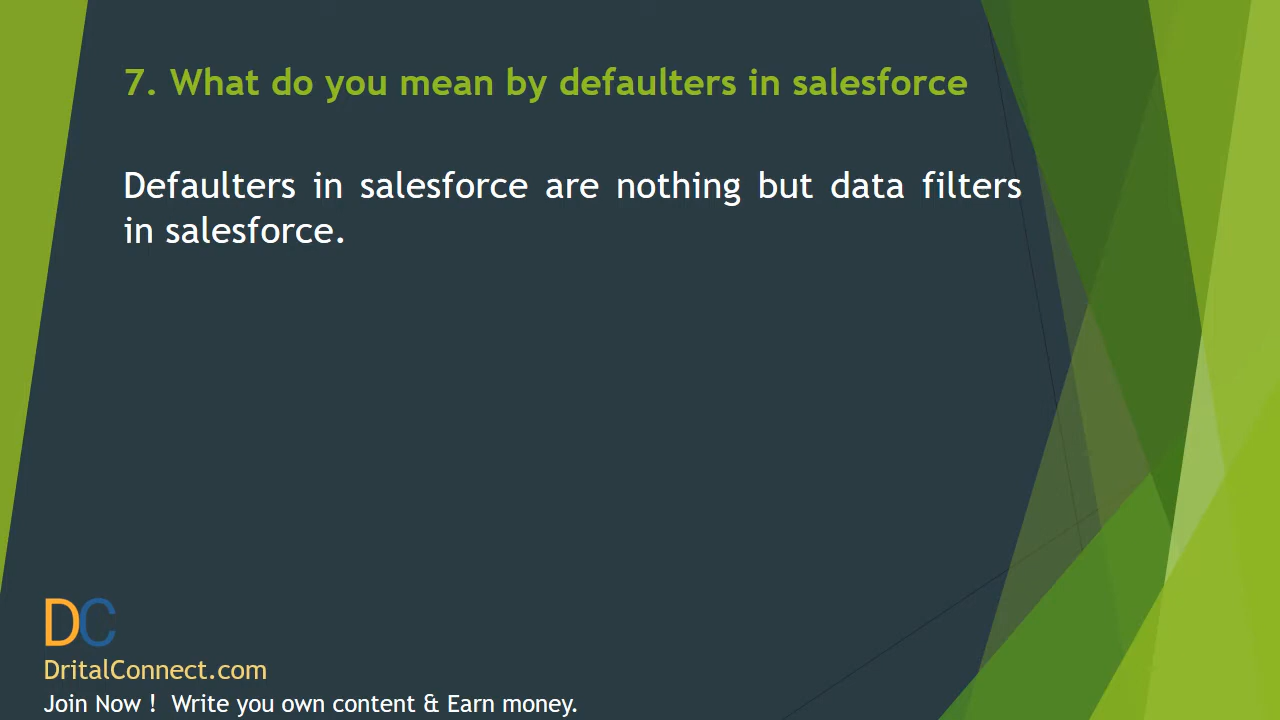 7. What do you mean by defaulters in salesforce
Defaulters in salesforce are nothing but data filters
in salesforce.
DC
DritalConnect.com
Join Now ! Write you own content & Earn money.